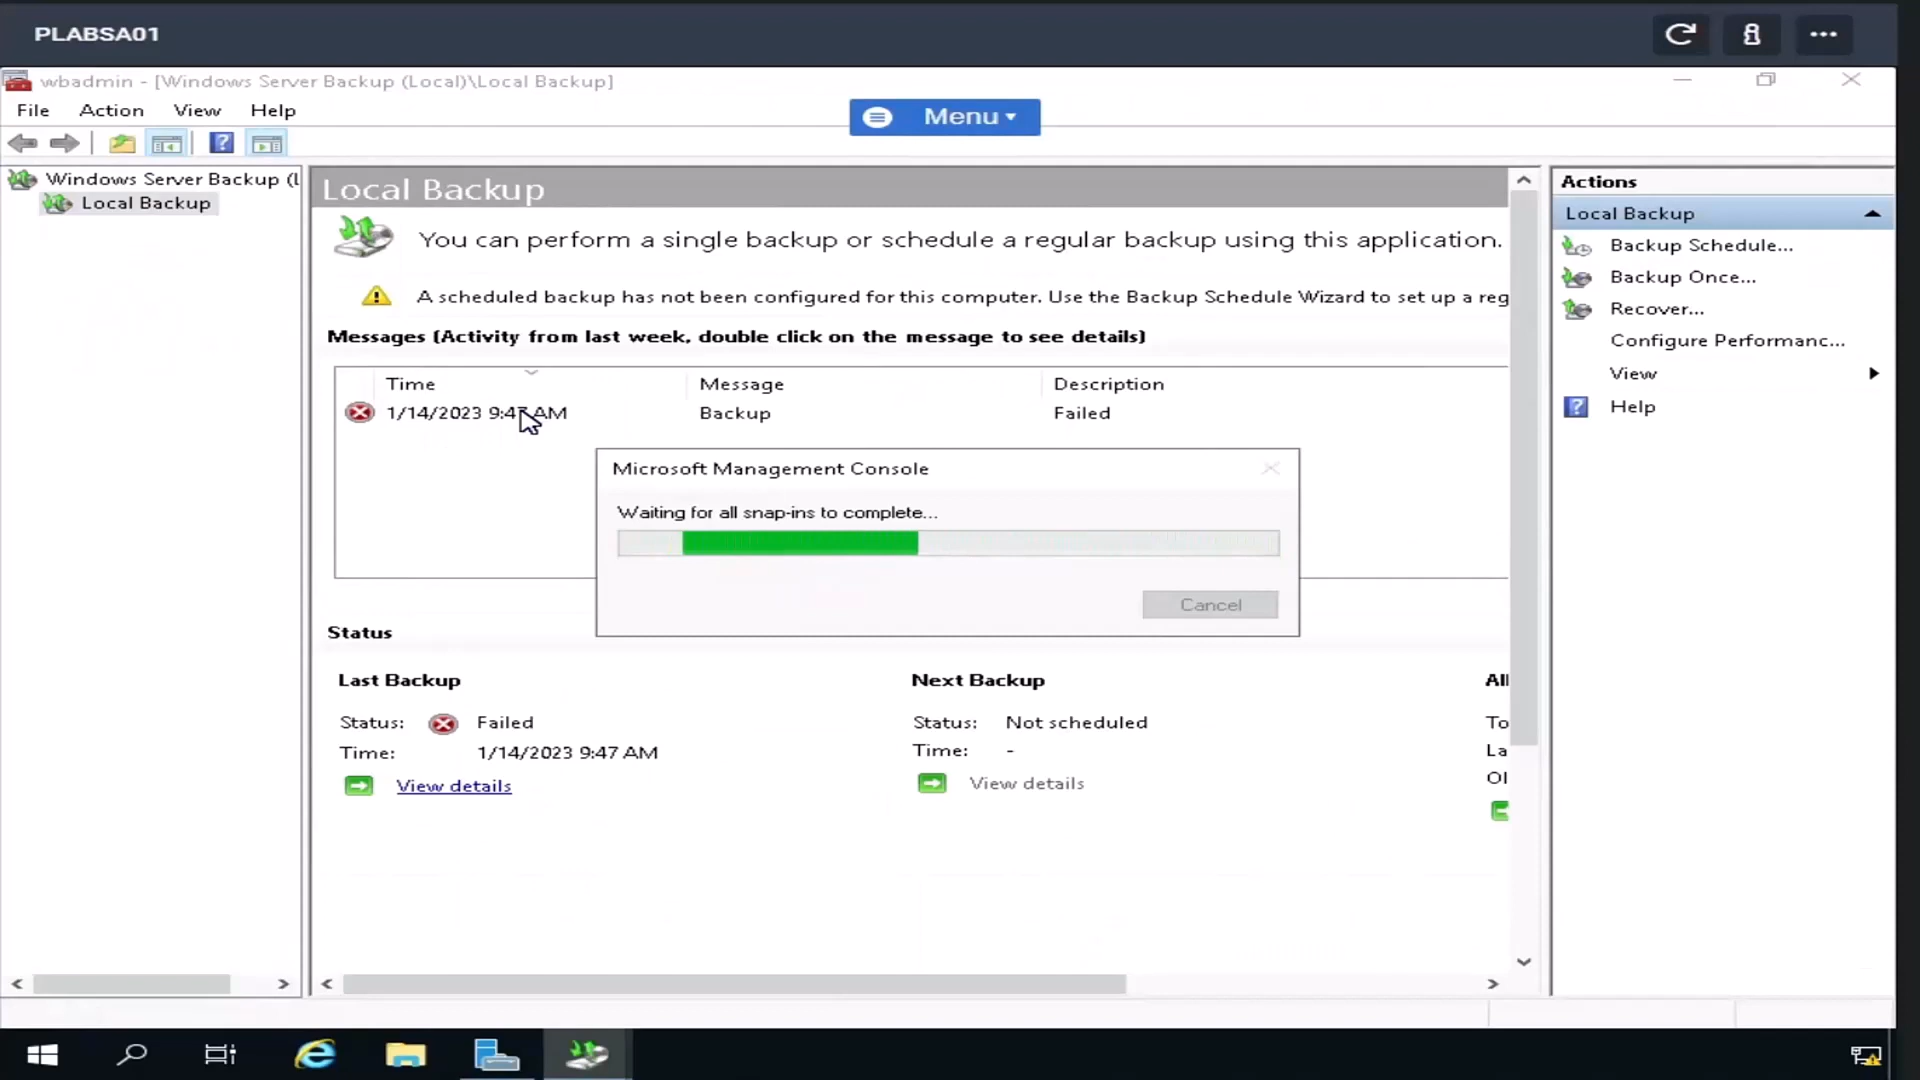 PLABSA01
wbadmin - [Windows Server Backup (Local)\Local Backup]
File Action View Help
Menu
Windows Server Backup (L
Local Backup
Local Backup
You can perform a single backup or schedule a regular backup using this application.
A scheduled backup has not been configured for this computer. Use the Backup Schedule Wizard to set up a reg
Messages (Activity from last week, double click on the message to see details)
Time Message Description
1/14/2023 9:47 AM Backup Failed
Microsoft Management Console
Waiting for all snap-ins to complete...
Cancel
Status
Last Backup
Status: Failed
Time: 1/14/2023 9:47 AM
View details
Next Backup
Status: Not scheduled
Time: -
View details
All
To
La
Ol
Actions
Local Backup
Backup Schedule...
Backup Once...
Recover...
Configure Performanc...
View
Help